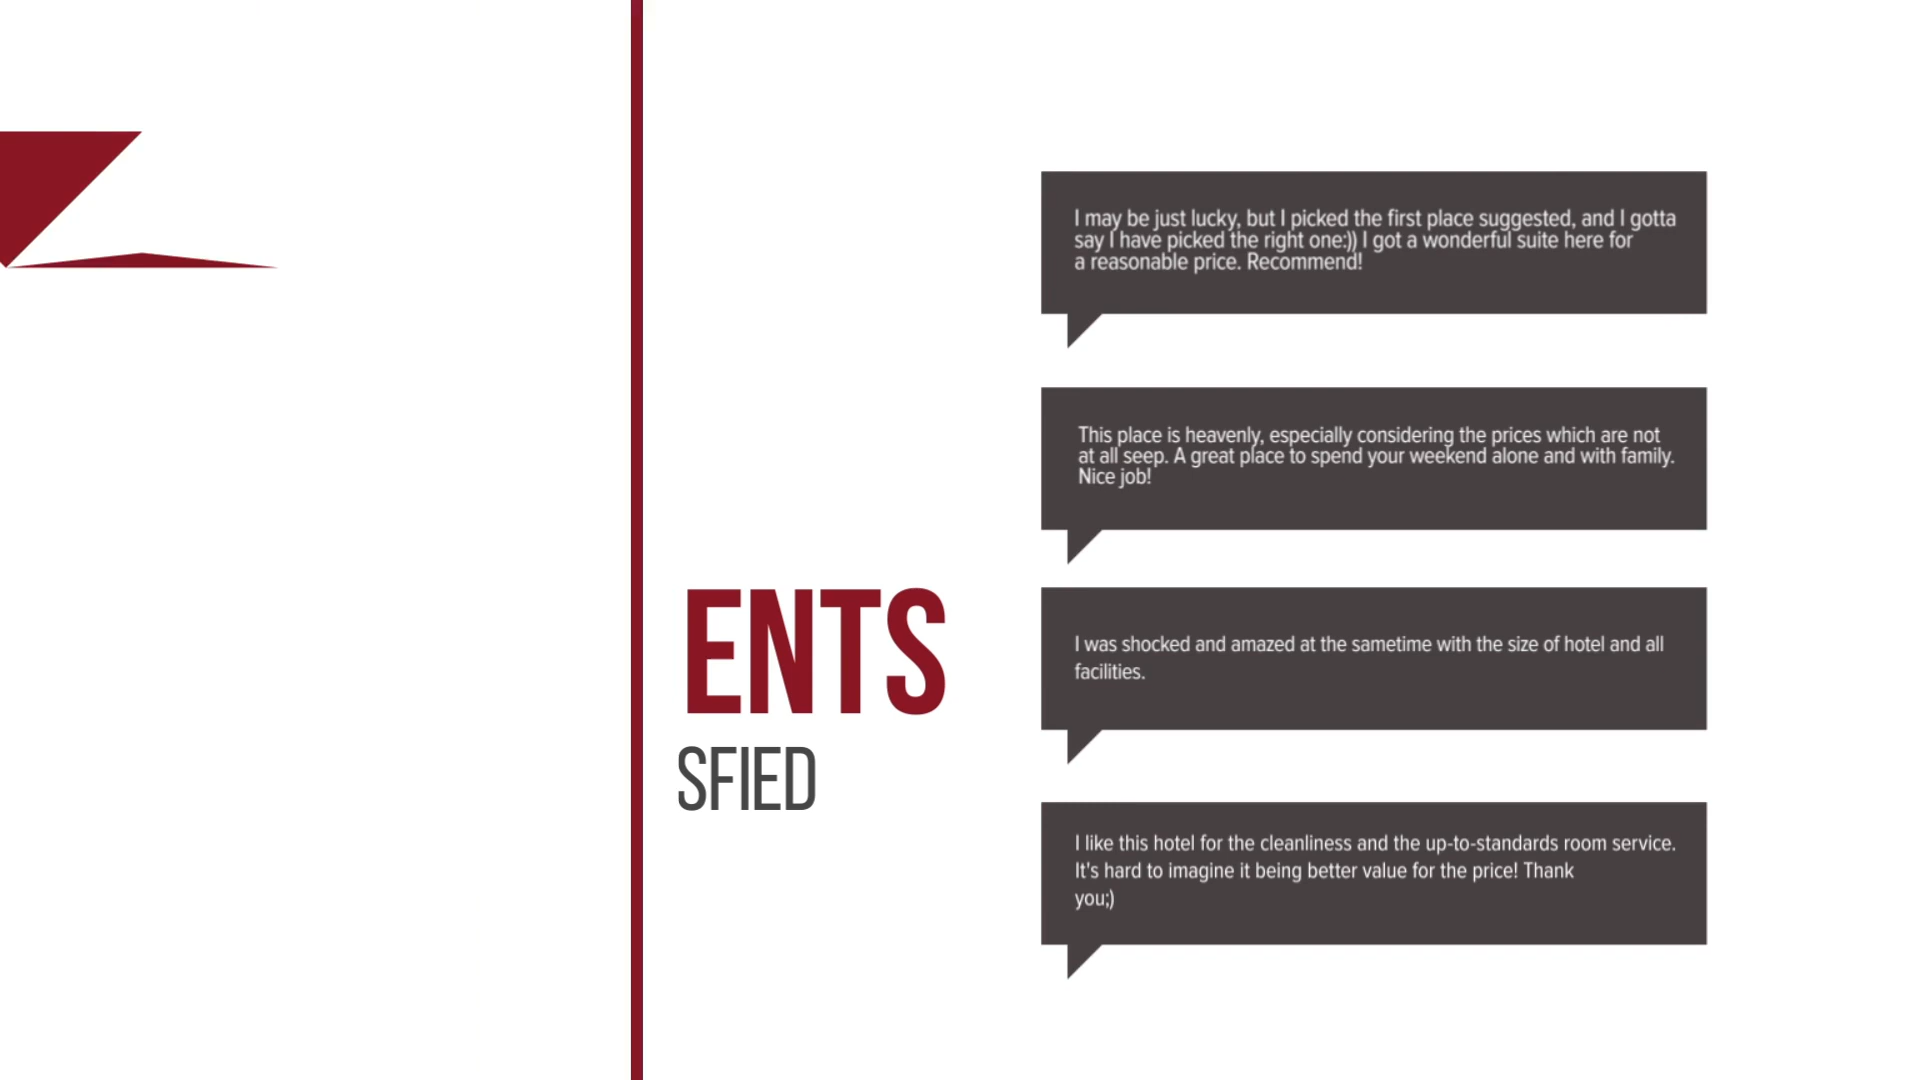 ENTS
SFIED
I may be just lucky, but I picked the first place suggested, and I gotta
say I have picked the right one:)) I got a wonderful suite here for
a reasonable price. Recommend!
This place is heavenly, especially considering the prices which are not
at all seep. A great place to spend your weekend alone and with family.
Nice job!
I was shocked and amazed at the sametime with the size of hotel and all
facilities.
I like this hotel for the cleanliness and the up-to-standards room service.
It's hard to imagine it being better value for the price! Thank
you;)